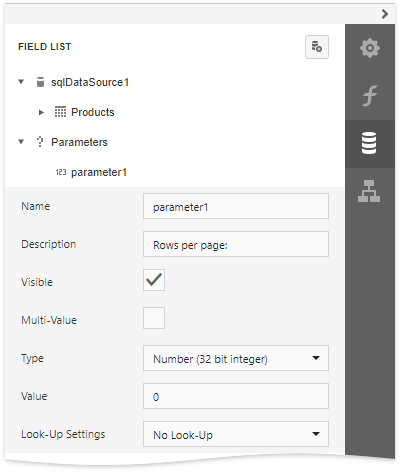 FIELD LIST
sqlDataSource1
Products
Parameters
123 parameter1
Name parameter1
Description Rows per page:
Visible
Multi-Value
Type Number (32 bit integer)
Value 0
Look-Up Settings No Look-Up